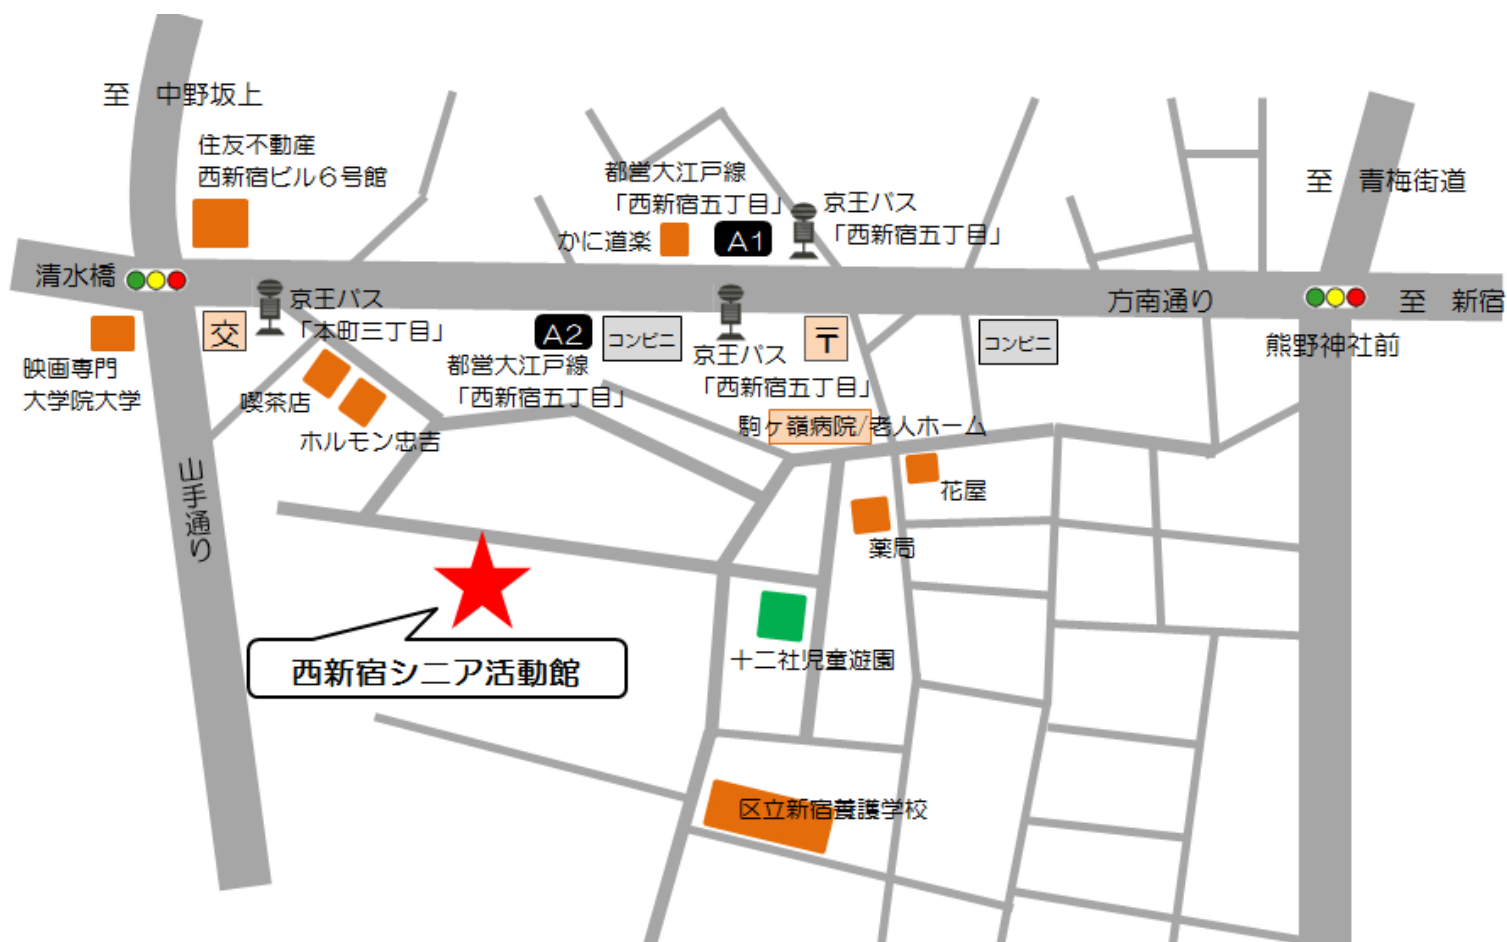 至　中野坂上
住友不動産
西新宿ビル６号館
都営大江戸線
「西新宿五丁目」
京王バス
「西新宿五丁目」
至　青梅街道
かに道楽
A1
清水橋
京王バス
「本町三丁目」
方南通り
至　新宿
交
A2
コンビニ
〒
コンビニ
熊野神社前
映画専門
大学院大学
都営大江戸線
「西新宿五丁目」
京王バス
「西新宿五丁目」
喫茶店
ホルモン忠吉
駒ヶ嶺病院/老人ホーム
山手通り
花屋
薬局
西新宿シニア活動館
十二社児童遊園
区立新宿養護学校